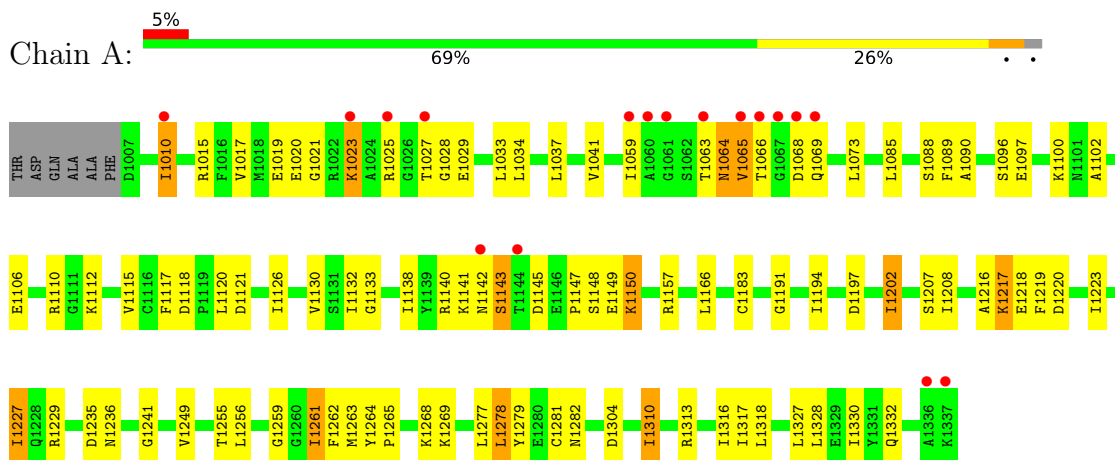 5%
Chain A:
69% 26% • •
THR ASP GLN ALA ALA PHE D1007 I1010 R1015 F1016 V1017 M1018 E1019 E1020 G1021 R1022 K1023 A1024 R1025 G1026 T1027 G1028 E1029 L1033 L1034 L1037 V1041 I1059 A1060 G1061 S1062 T1063 N1064 V1065 T1066 G1067 D1068 Q1069 L1073 L1085 S1088 F1089 A1090 S1096 E1097 K1100 N1101 A1102
E1106 R1110 G1111 K1112 V1115 C1116 F1117 D1118 P1119 L1120 D1121 I1126 V1130 S1131 I1132 G1133 I1138 Y1139 R1140 K1141 N1142 S1143 T1144 D1145 E1146 P1147 S1148 E1149 K1150 R1157 L1166 C1183 G1191 I1194 D1197 I1202 S1207 I1208 A1216 K1217 E1218 F1219 D1220 I1223
I1227 Q1228 R1229 D1235 N1236 G1241 V1249 T1255 L1256 G1259 G1260 I1261 F1262 M1263 Y1264 P1265 K1268 K1269 L1277 L1278 Y1279 E1280 C1281 N1282 D1304 I1310 R1313 I1316 I1317 L1318 L1327 L1328 E1329 I1330 Y1331 Q1332 A1336 K1337